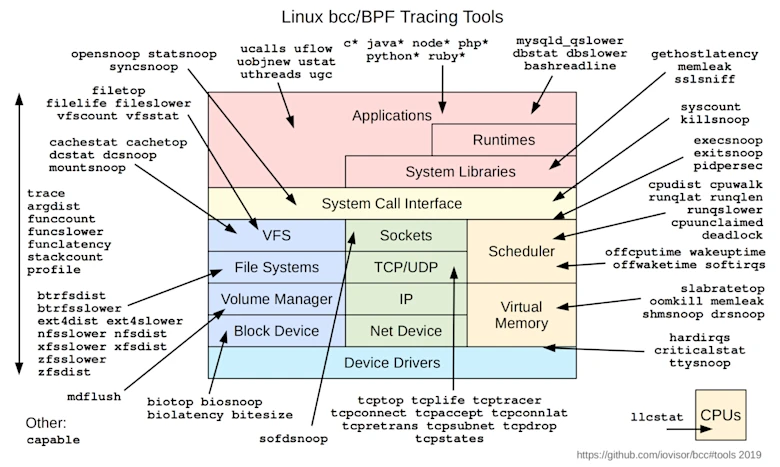 Linux bcc/BPF Tracing Tools
opensnoop statsnoop
syncsnoop
ucalls uflow
uobjnew ustat
uthreads ugc
c* java* node* php*
python* ruby*
mysqld_qslower
dbstat dbslower
bashreadline
gethostlatency
memleak
sslsniff
filetop
filelife fileslower
vfscount vfsstat
syscount
killsnoop
cachestat cachetop
dcstat dcsnoop
mountsnoop
execsnoop
exitsnoop
pidpersec
trace
argdist
funccount
funcslower
funclatency
stackcount
profile
cpudist cpuwalk
runqlat runqlen
runqslower
cpuunclaimed
deadlock
offcputime wakeuptime
offwaketime softirqs
btrfsdist
btrfsslower
ext4dist ext4slower
nfsslower nfsdist
xfsslower xfsdist
zfsslower
zfsdist
slabratetop
oomkill memleak
shmsnoop drsnoop
hardirqs
criticalstat
ttysnoop
Applications
Runtimes
System Libraries
System Call Interface
VFS
Sockets
Scheduler
File Systems
TCP/UDP
Volume Manager
IP
Virtual
Memory
Block Device
Net Device
Device Drivers
mdflush
biotop biosnoop
biolatency bitesize
sofdsnoop
tcptop tcplife tcptracer
tcpconnect tcpaccept tcpconnlat
tcpretrans tcpsubnet tcpdrop
tcpstates
Other:
capable
llcstat
CPUs
https://github.com/iovisor/bcc#tools 2019